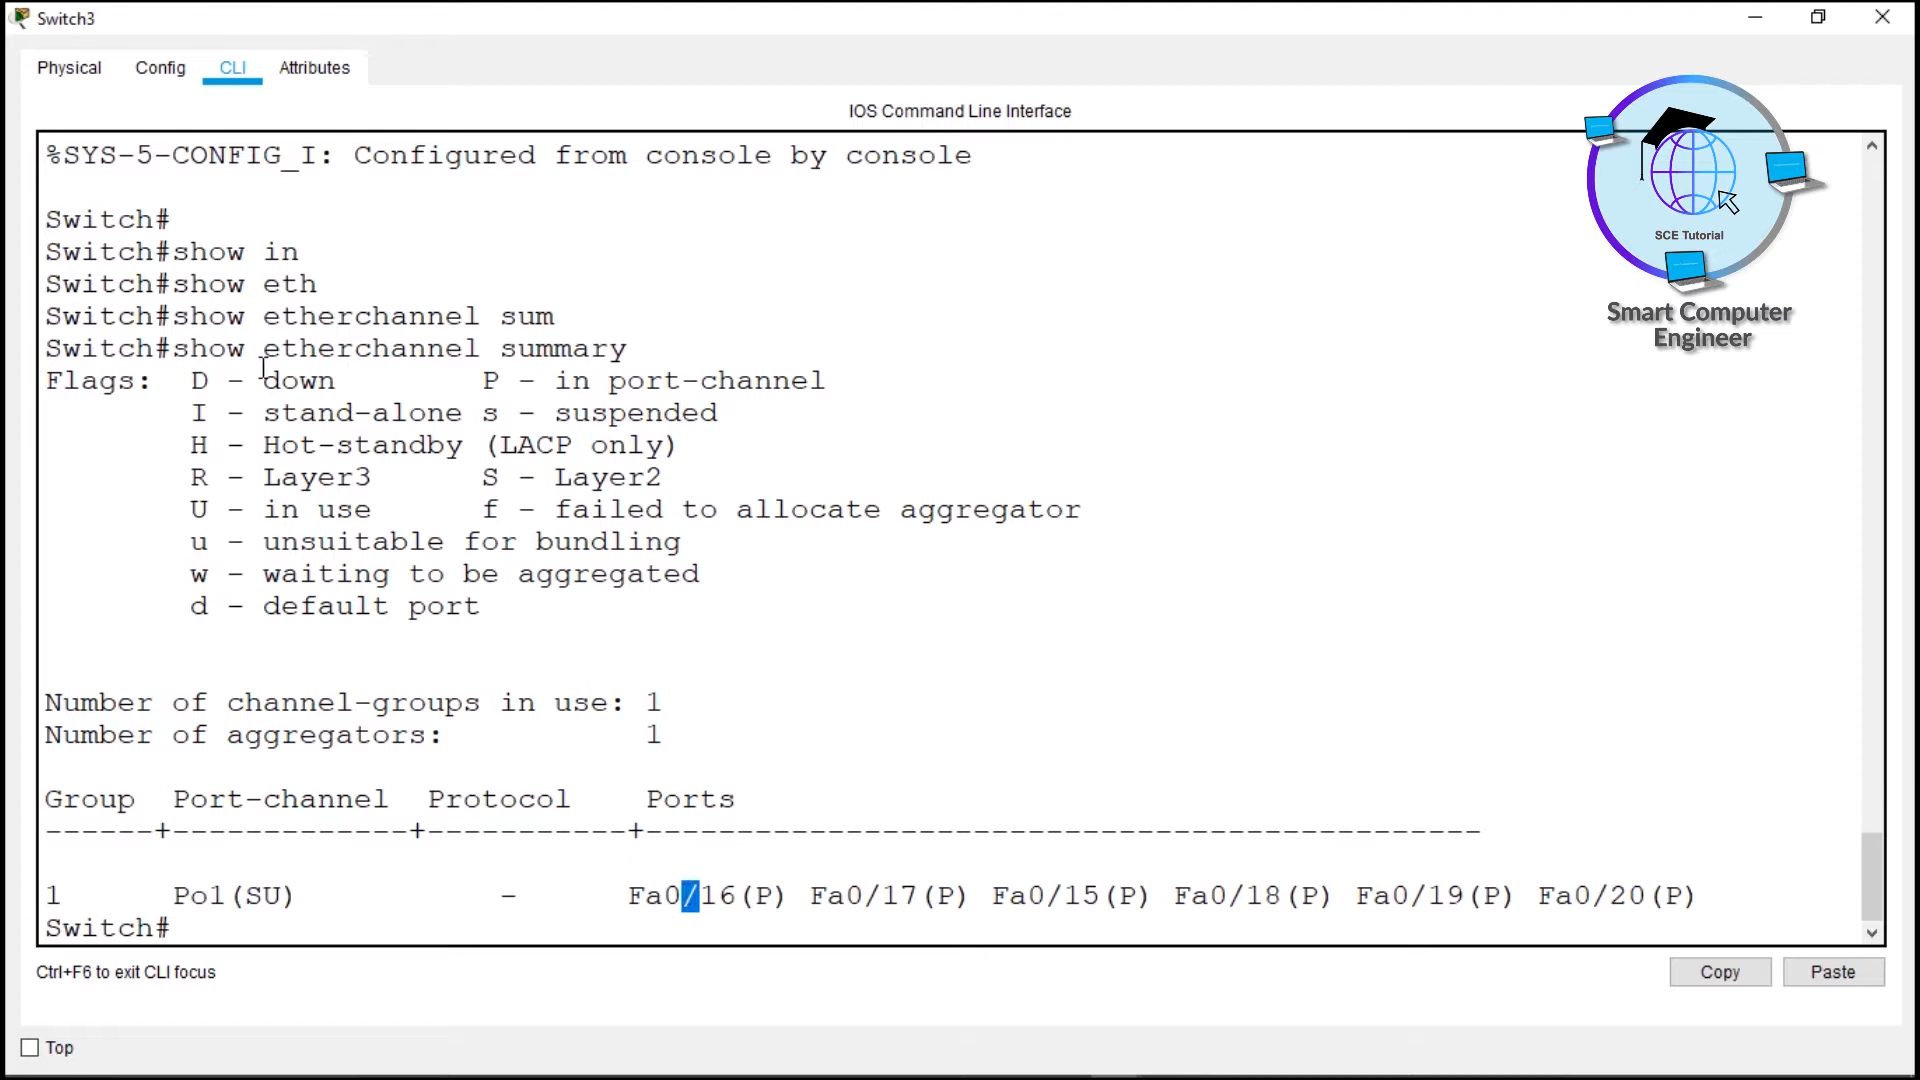 Switch3
Physical Config CLI Attributes
IOS Command Line Interface
%SYS-5-CONFIG_I: Configured from console by console
Switch#
Switch#show in
Switch#show eth
Switch#show etherchannel sum
Switch#show etherchannel summary
Flags:  D - down        P - in port-channel
        I - stand-alone s - suspended
        H - Hot-standby (LACP only)
        R - Layer3      S - Layer2
        U - in use      f - failed to allocate aggregator
        u - unsuitable for bundling
        w - waiting to be aggregated
        d - default port
Number of channel-groups in use: 1
Number of aggregators:           1
Group  Port-channel  Protocol    Ports
------+-------------+-----------+----------------------------------------------
1      Po1(SU)           -      Fa0/16(P) Fa0/17(P) Fa0/15(P) Fa0/18(P) Fa0/19(P) Fa0/20(P)
Switch#
Ctrl+F6 to exit CLI focus
Copy Paste
Top
SCE Tutorial
Smart Computer
Engineer